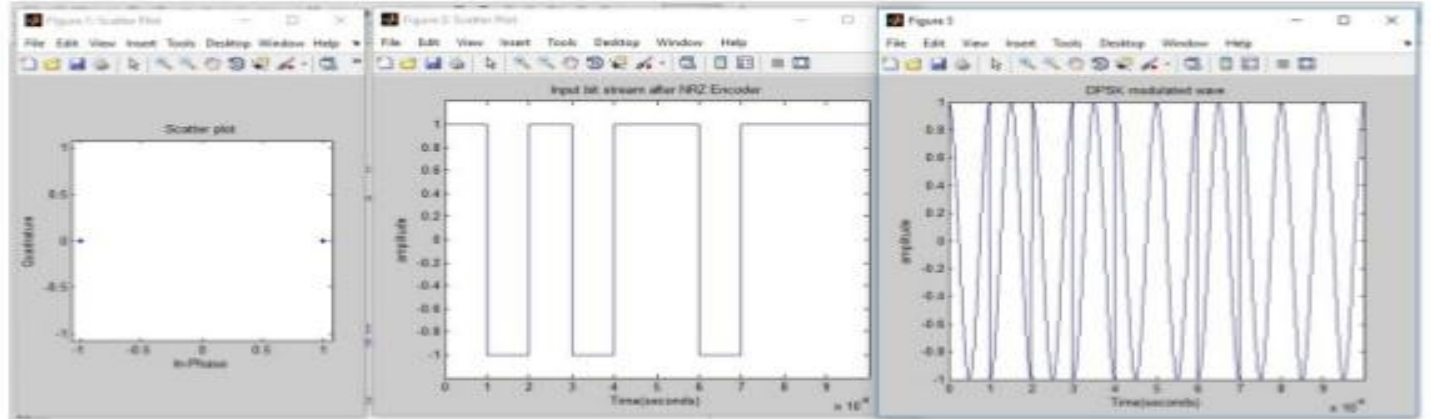 Figure 1: Scatter Plot
File Edit View Insert Tools Desktop Window Help
Scatter plot
1
0.5
0
-0.5
-1
Quadrature
-1 -0.5 0 0.5 1
In-Phase
Figure 2: Scatter Plot
File Edit View Insert Tools Desktop Window Help
Input bit stream after NRZ Encoder
1
0.8
0.6
0.4
0.2
0
-0.2
-0.4
-0.6
-0.8
-1
amplitude
0 1 2 3 4 5 6 7 8 9
Time(seconds)
Figure 3
File Edit View Insert Tools Desktop Window Help
DPSK modulated wave
1
0.8
0.6
0.4
0.2
0
-0.2
-0.4
-0.6
-0.8
-1
amplitude
0 1 2 3 4 5 6 7 8 9
Time(seconds)